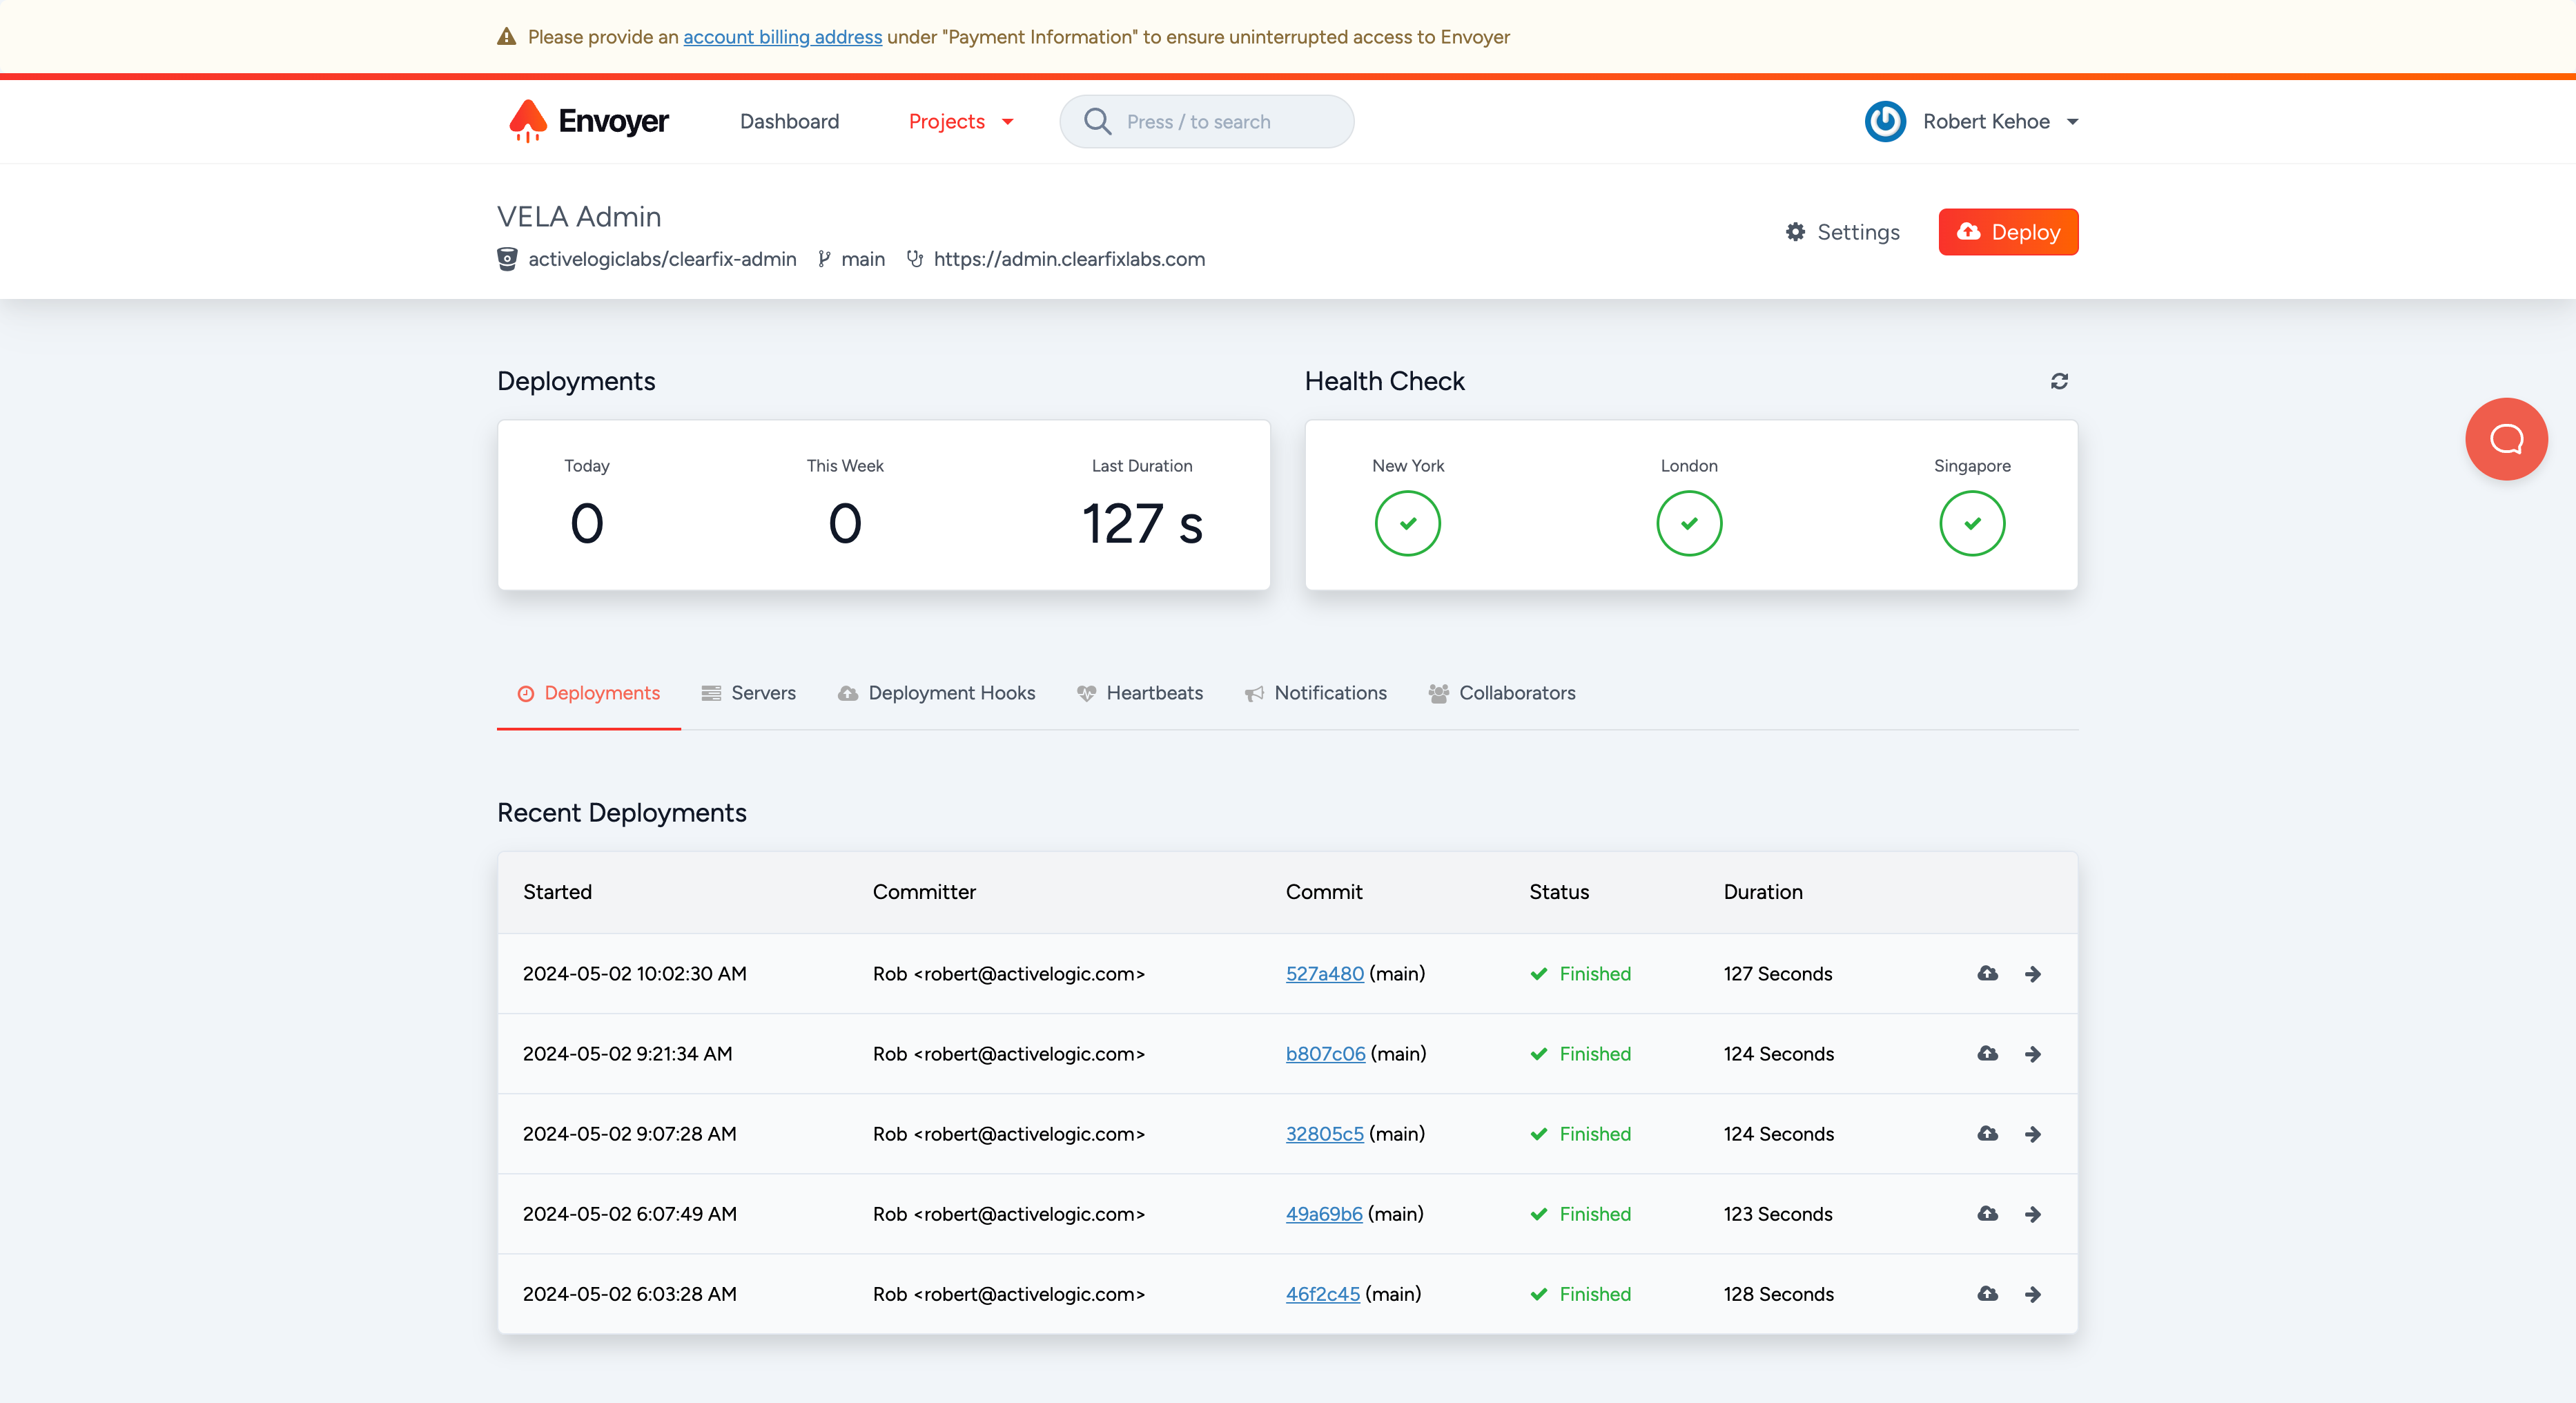 Please provide an account billing address under "Payment Information" to ensure uninterrupted access to Envoyer
Envoyer
Dashboard
Projects
Press / to search
Robert Kehoe
VELA Admin
activelogiclabs/clearfix-admin main https://admin.clearfixlabs.com
Settings
Deploy
Deployments
Today
This Week
Last Duration
0
0
127 s
Health Check
New York
London
Singapore
Deployments
Servers
Deployment Hooks
Heartbeats
Notifications
Collaborators
Recent Deployments
Started Committer Commit Status Duration
2024-05-02 10:02:30 AM Rob <robert@activelogic.com> 527a480 (main) Finished 127 Seconds
2024-05-02 9:21:34 AM Rob <robert@activelogic.com> b807c06 (main) Finished 124 Seconds
2024-05-02 9:07:28 AM Rob <robert@activelogic.com> 32805c5 (main) Finished 124 Seconds
2024-05-02 6:07:49 AM Rob <robert@activelogic.com> 49a69b6 (main) Finished 123 Seconds
2024-05-02 6:03:28 AM Rob <robert@activelogic.com> 46f2c45 (main) Finished 128 Seconds